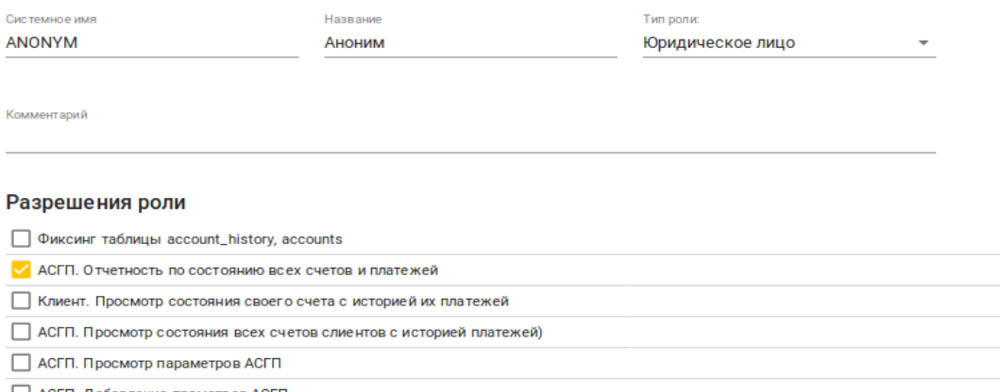 Системное имя Название Тип роли:
ANONYM Аноним Юридическое лицо
Комментарий
Разрешения роли
Фиксинг таблицы account_history, accounts
АСГП. Отчетность по состоянию всех счетов и платежей
Клиент. Просмотр состояния своего счета с историей их платежей
АСГП. Просмотр состояния всех счетов слиентов с историей платежей)
АСГП. Просмотр параметров АСГП